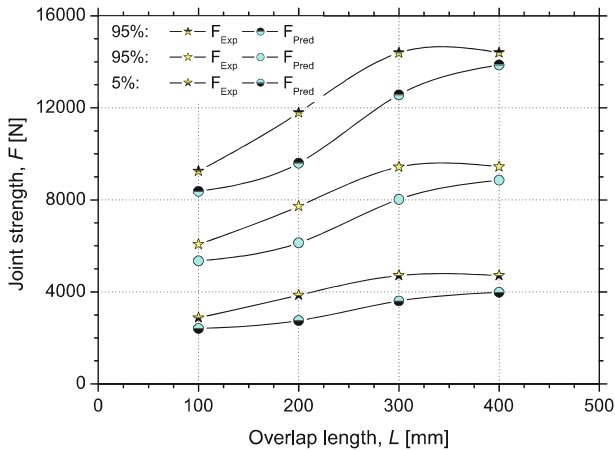 95%: F_Exp F_Pred
95%: F_Exp F_Pred
5%: F_Exp F_Pred
16000
12000
8000
4000
0
Joint strength, F [N]
0 100 200 300 400 500
Overlap length, L [mm]